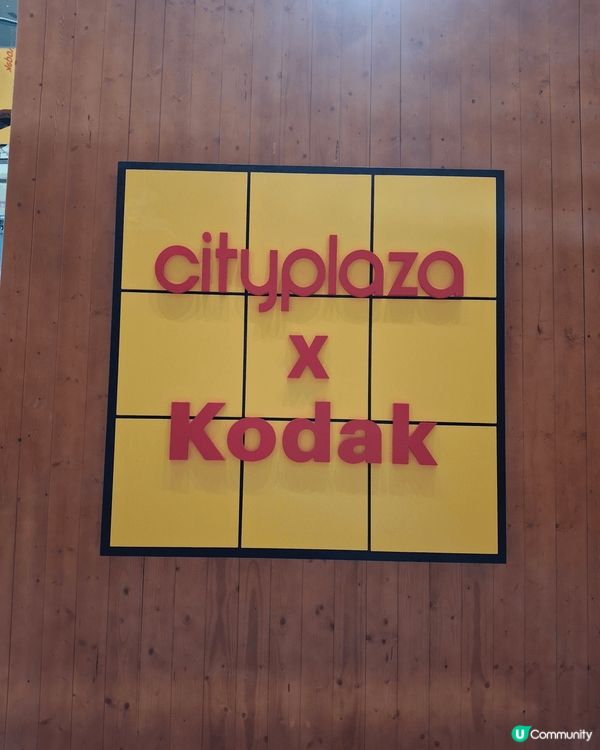 cityplaza
x
Kodak
U Community